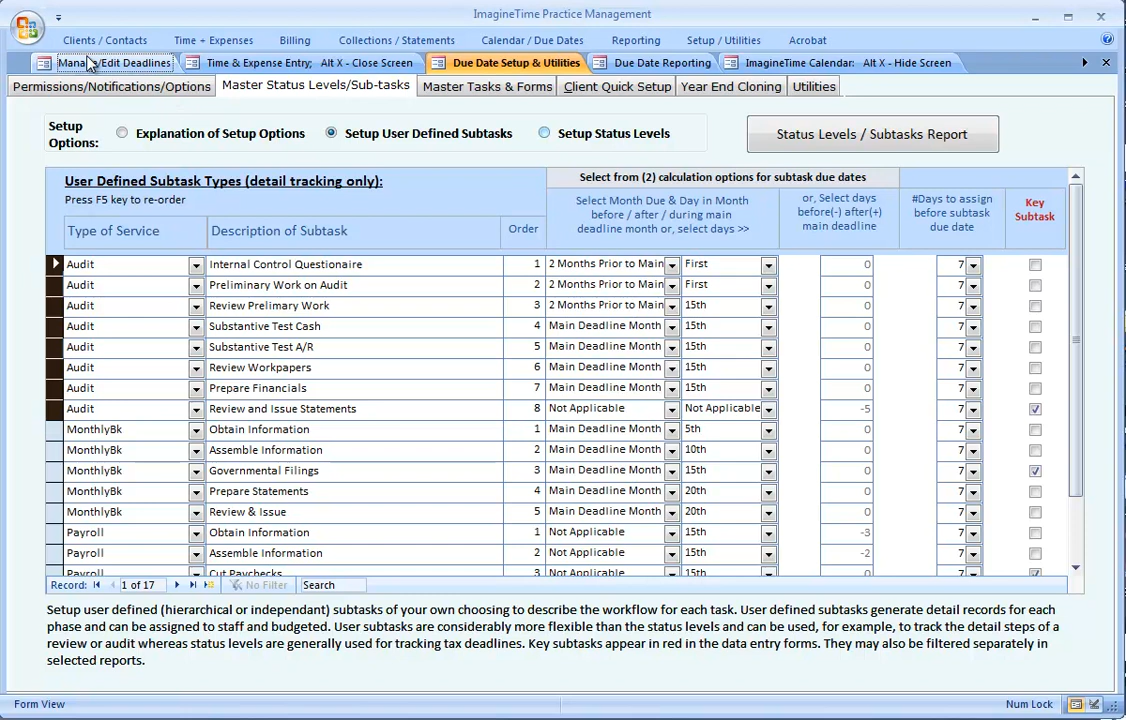 ImagineTime Practice Management
Clients / Contacts Time + Expenses Billing Collections / Statements Calendar / Due Dates Reporting Setup / Utilities Acrobat
Manage/Edit Deadlines Time & Expense Entry: Alt X - Close Screen Due Date Setup & Utilities Due Date Reporting ImagineTime Calendar: Alt X - Hide Screen
Permissions/Notifications/Options Master Status Levels/Sub-tasks Master Tasks & Forms Client Quick Setup Year End Cloning Utilities
Setup Options: Explanation of Setup Options Setup User Defined Subtasks Setup Status Levels Status Levels / Subtasks Report
User Defined Subtask Types (detail tracking only):
Press F5 key to re-order
Select from (2) calculation options for subtask due dates
Select Month Due & Day in Month
before / after / during main
deadline month or, select days >>
or, Select days
before(-) after(+)
main deadline
#Days to assign
before subtask
due date
Key
Subtask
Type of Service Description of Subtask Order
Audit Internal Control Questionaire 1 2 Months Prior to Main First 0 7
Audit Preliminary Work on Audit 2 2 Months Prior to Main First 0 7
Audit Review Prelimary Work 3 2 Months Prior to Main 15th 0 7
Audit Substantive Test Cash 4 Main Deadline Month 15th 0 7
Audit Substantive Test A/R 5 Main Deadline Month 15th 0 7
Audit Review Workpapers 6 Main Deadline Month 15th 0 7
Audit Prepare Financials 7 Main Deadline Month 15th 0 7
Audit Review and Issue Statements 8 Not Applicable Not Applicable -5 7
MonthlyBk Obtain Information 1 Main Deadline Month 5th 0 7
MonthlyBk Assemble Information 2 Main Deadline Month 10th 0 7
MonthlyBk Governmental Filings 3 Main Deadline Month 15th 0 7
MonthlyBk Prepare Statements 4 Main Deadline Month 20th 0 7
MonthlyBk Review & Issue 5 Main Deadline Month 20th 0 7
Payroll Obtain Information 1 Not Applicable 15th -3 7
Payroll Assemble Information 2 Not Applicable 15th -2 7
Payroll Cut Paychecks 3 Not Applicable 15th 0 7
Record: 1 of 17 No Filter Search
Setup user defined (hierarchical or independant) subtasks of your own choosing to describe the workflow for each task. User defined subtasks generate detail records for each
phase and can be assigned to staff and budgeted. User subtasks are considerably more flexible than the status levels and can be used, for example, to track the detail steps of a
review or audit whereas status levels are generally used for tracking tax deadlines. Key subtasks appear in red in the data entry forms. They may also be filtered separately in
selected reports.
Form View Num Lock